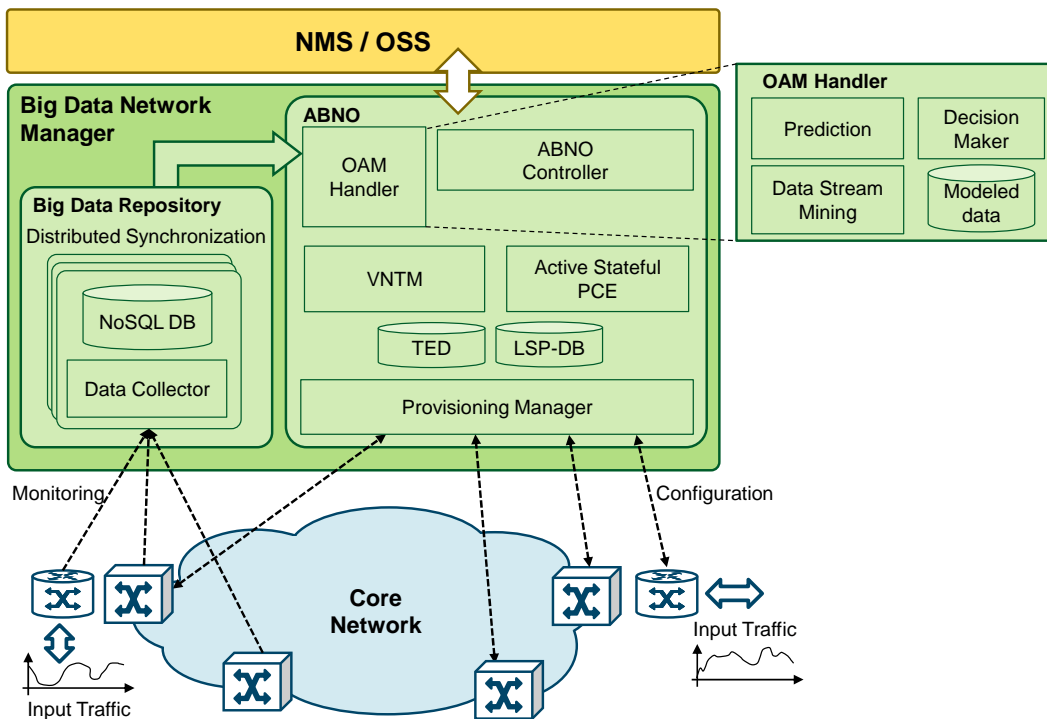 NMS / OSS
Big Data Network
Manager
ABNO
OAM
Handler
ABNO
Controller
OAM Handler
Prediction
Decision
Maker
Data Stream
Mining
Modeled
data
Big Data Repository
Distributed Synchronization
NoSQL DB
Data Collector
VNTM
Active Stateful
PCE
TED
LSP-DB
Provisioning Manager
Monitoring
Configuration
Core
Network
Input Traffic
Input Traffic